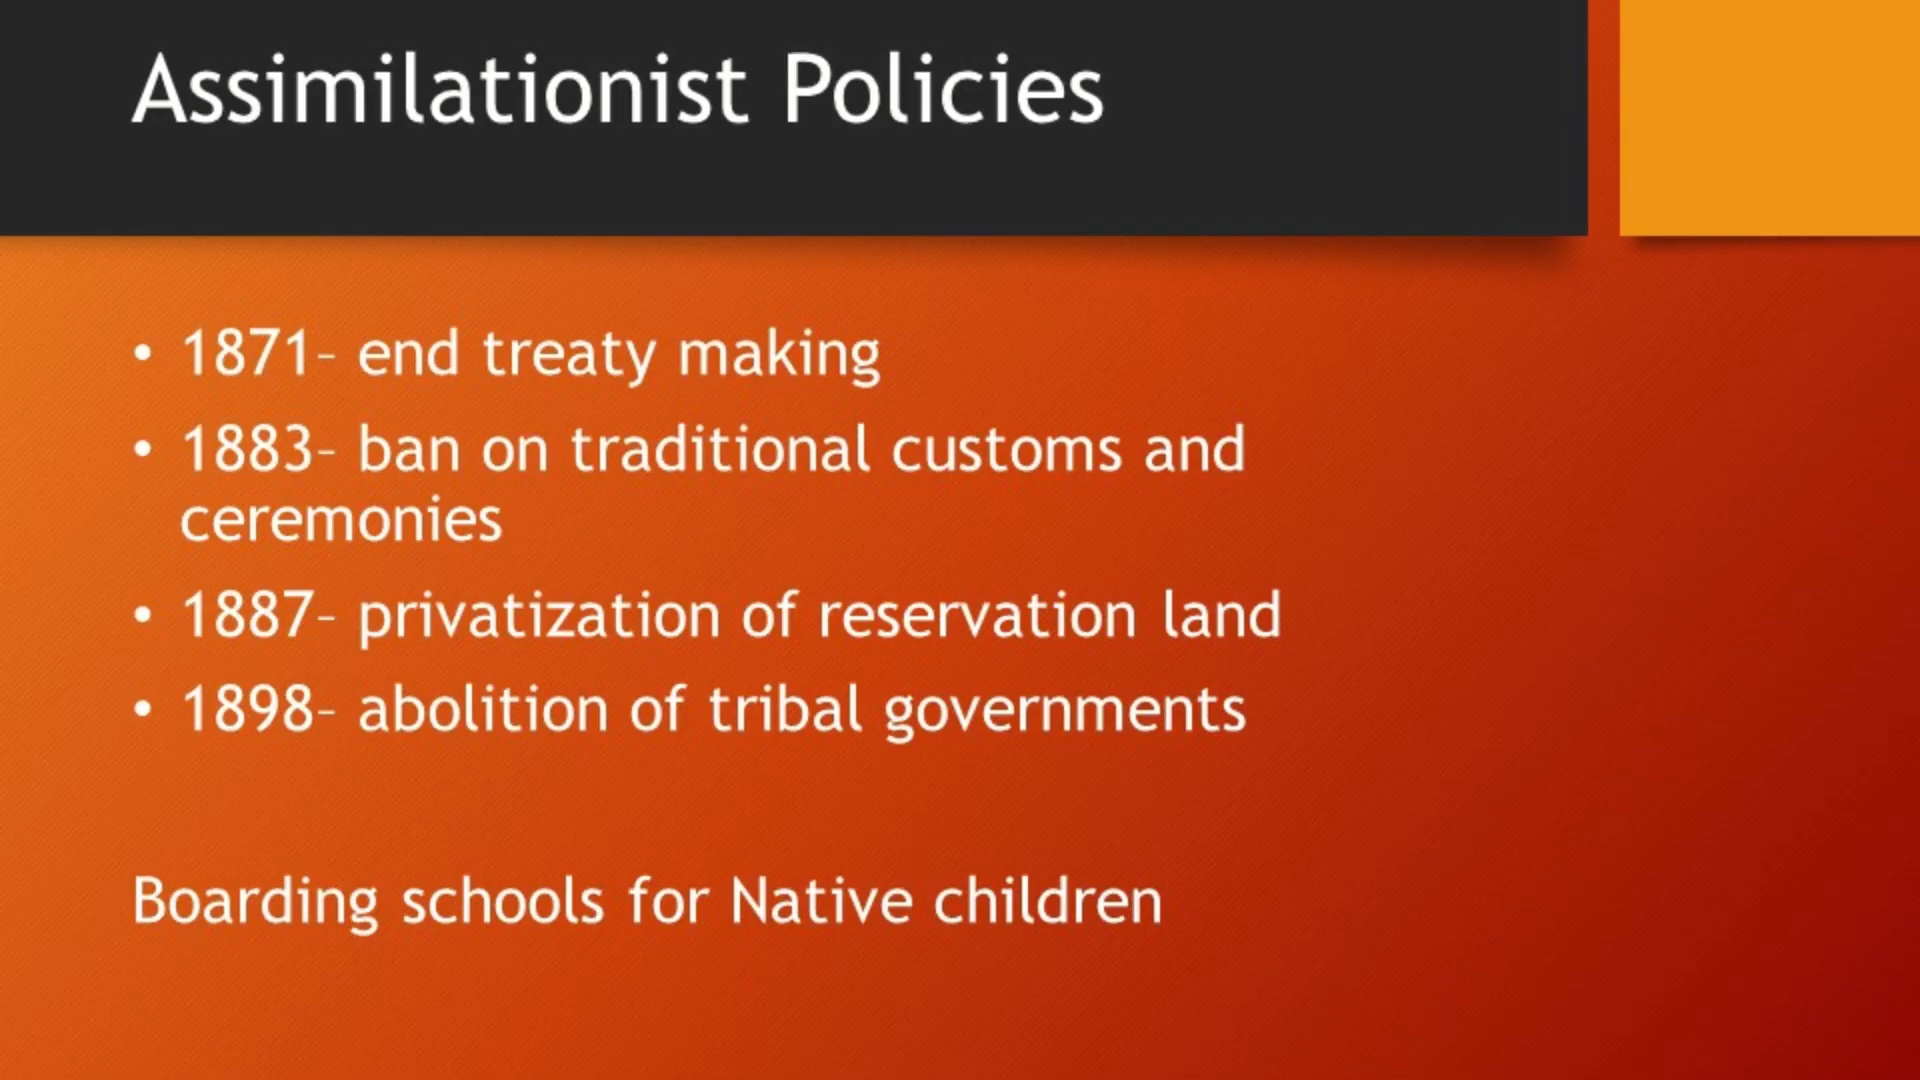 Assimilationist Policies
• 1871– end treaty making
• 1883– ban on traditional customs and
ceremonies
• 1887– privatization of reservation land
• 1898– abolition of tribal governments
Boarding schools for Native children